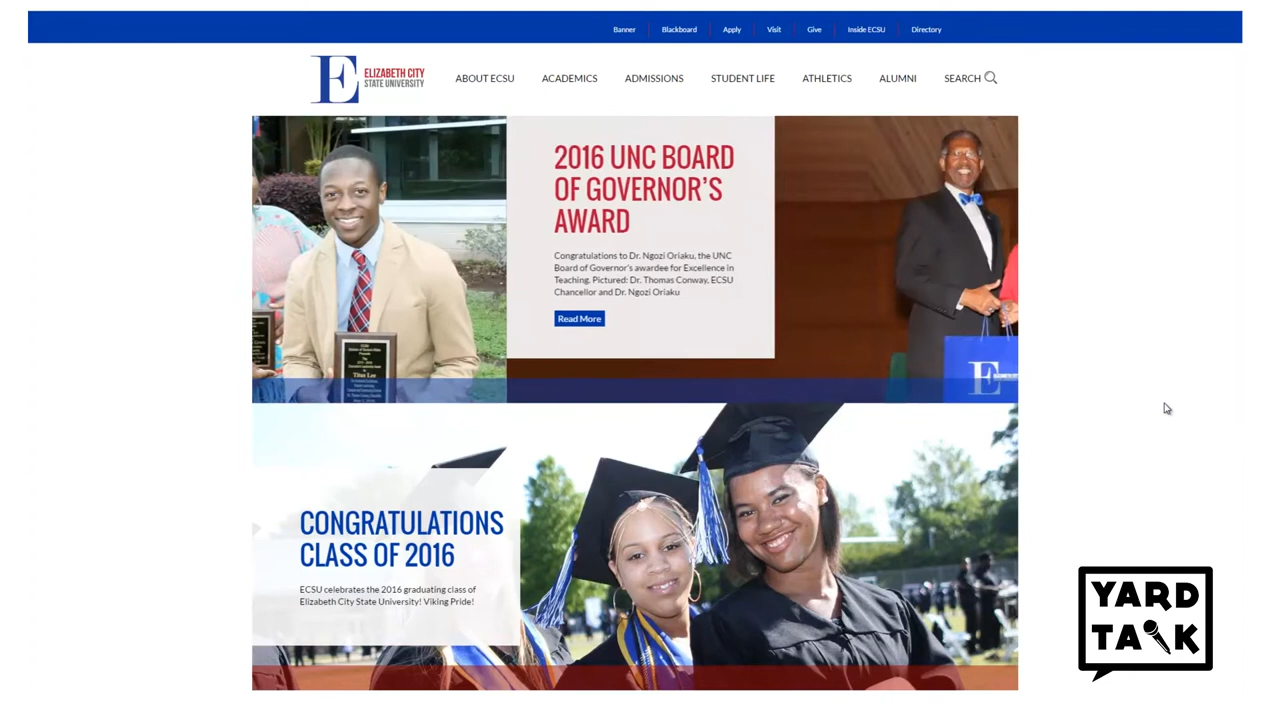 Banner
Blackboard
Apply
Visit
Give
Inside ECSU
Directory
E
ELIZABETH CITY
STATE UNIVERSITY
ABOUT ECSU
ACADEMICS
ADMISSIONS
STUDENT LIFE
ATHLETICS
ALUMNI
SEARCH
2016 UNC BOARD
OF GOVERNOR'S
AWARD
Congratulations to Dr. Ngozi Oriaku, the UNC
Board of Governor's awardee for Excellence in
Teaching. Pictured: Dr. Thomas Conway, ECSU
Chancellor and Dr. Ngozi Oriaku
Read More
Titus Lee
E
CONGRATULATIONS
CLASS OF 2016
ECSU celebrates the 2016 graduating class of
Elizabeth City State University! Viking Pride!
YARD
TALK